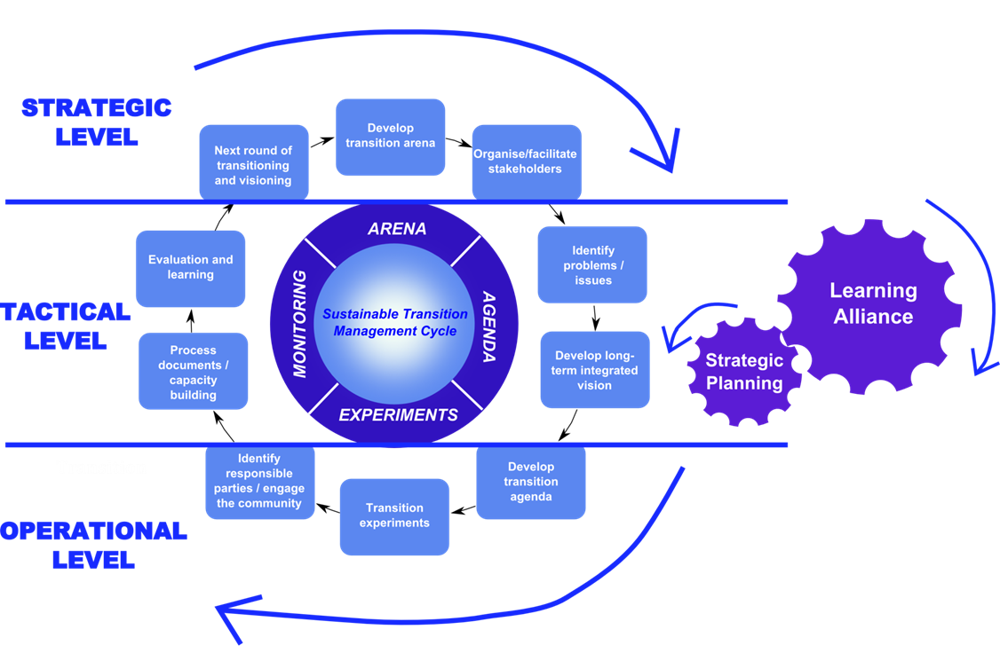 STRATEGIC
LEVEL
Develop
transition arena
Next round of
transitioning
and visioning
Organise/facilitate
stakeholders
ARENA
Identify
problems /
issues
Evaluation and
learning
MONITORING
AGENDA
Sustainable Transition
Management Cycle
Learning
Alliance
TACTICAL
LEVEL
Process
documents /
capacity
building
Develop long-
term integrated
vision
Strategic
Planning
EXPERIMENTS
Identify
responsible
parties / engage
the community
Develop
transition
agenda
Transition
experiments
OPERATIONAL
LEVEL